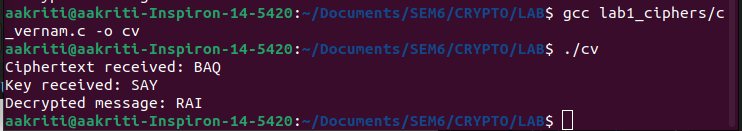 aakriti@aakriti-Inspiron-14-5420:~/Documents/SEM6/CRYPTO/LAB$ gcc lab1_ciphers/c
_vernam.c -o cv
aakriti@aakriti-Inspiron-14-5420:~/Documents/SEM6/CRYPTO/LAB$ ./cv
Ciphertext received: BAQ
Key received: SAY
Decrypted message: RAI
aakriti@aakriti-Inspiron-14-5420:~/Documents/SEM6/CRYPTO/LAB$